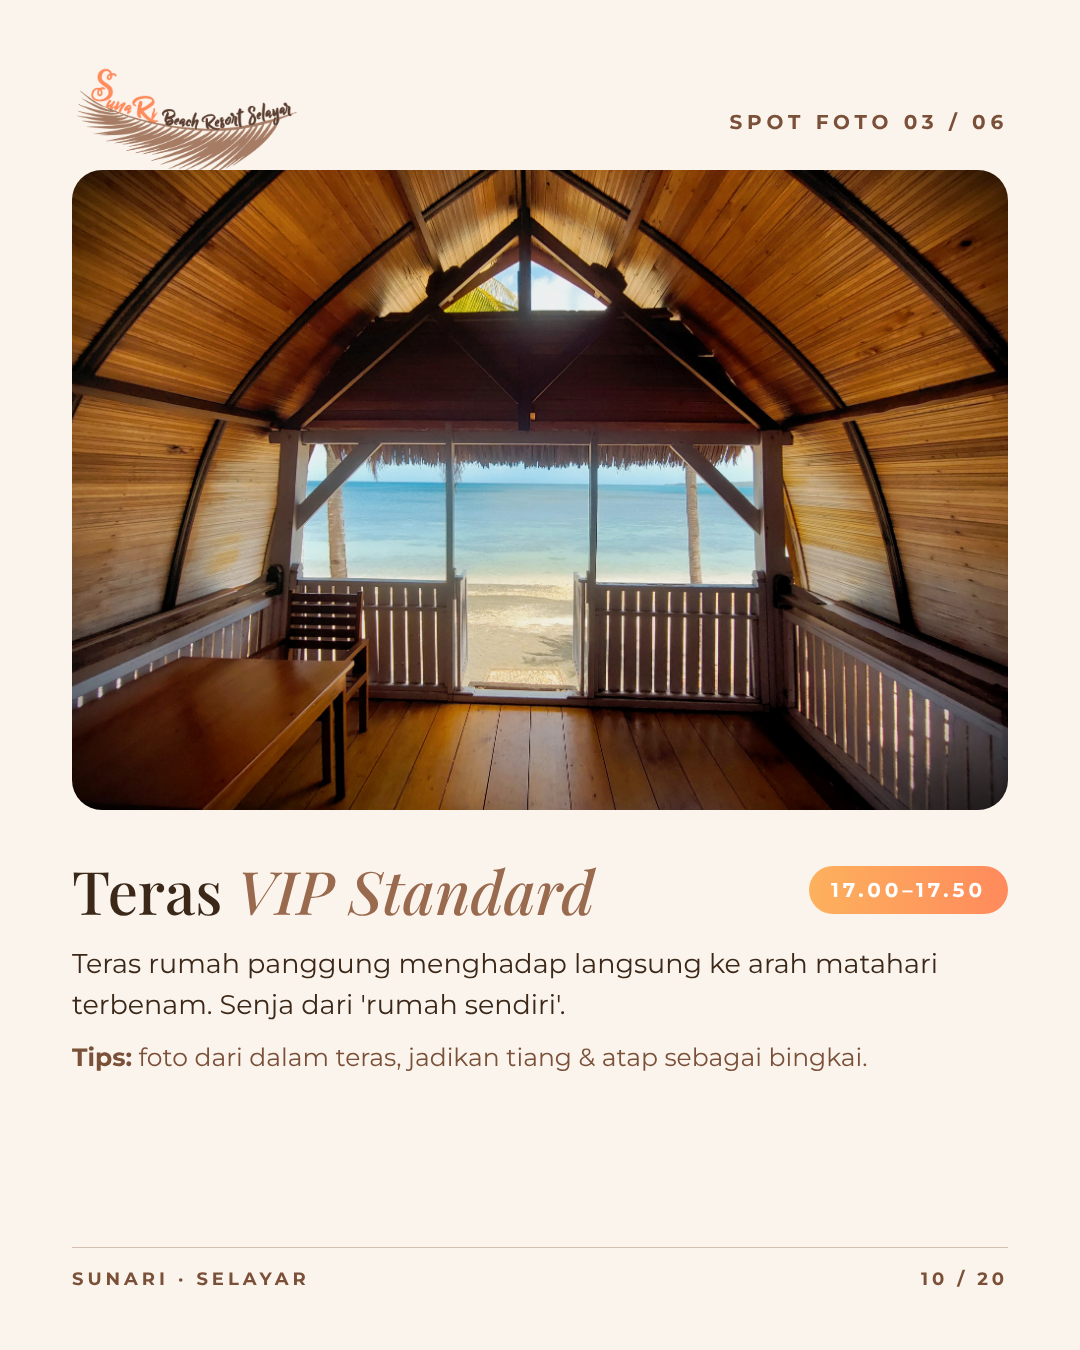 SunaRi Beach Resort Selayar
SPOT FOTO 03 / 06
Teras VIP Standard
17.00–17.50
Teras rumah panggung menghadap langsung ke arah matahari
terbenam. Senja dari 'rumah sendiri'.
Tips: foto dari dalam teras, jadikan tiang & atap sebagai bingkai.
SUNARI · SELAYAR
10 / 20